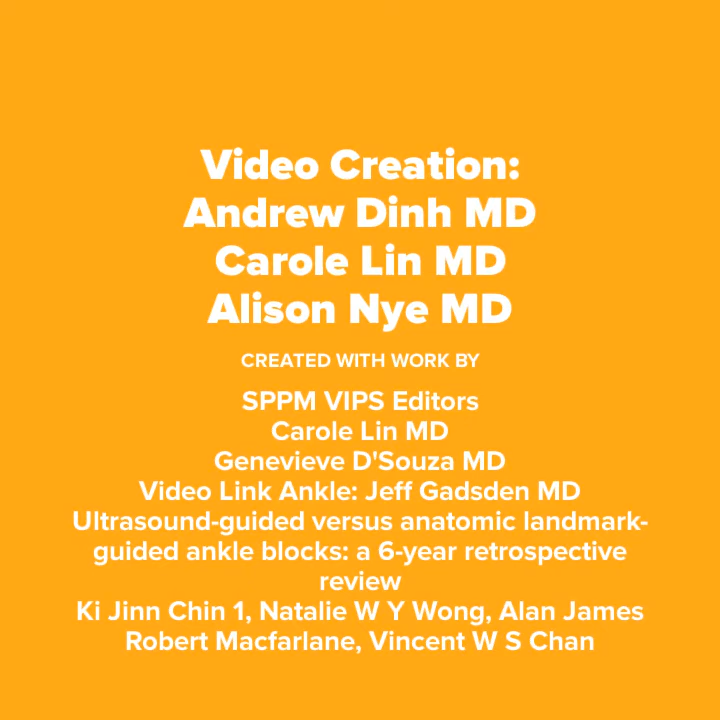 Video Creation:
Andrew Dinh MD
Carole Lin MD
Alison Nye MD
CREATED WITH WORK BY
SPPM VIPS Editors
Carole Lin MD
Genevieve D'Souza MD
Video Link Ankle: Jeff Gadsden MD
Ultrasound-guided versus anatomic landmark-
guided ankle blocks: a 6-year retrospective
review
Ki Jinn Chin 1, Natalie W Y Wong, Alan James
Robert Macfarlane, Vincent W S Chan